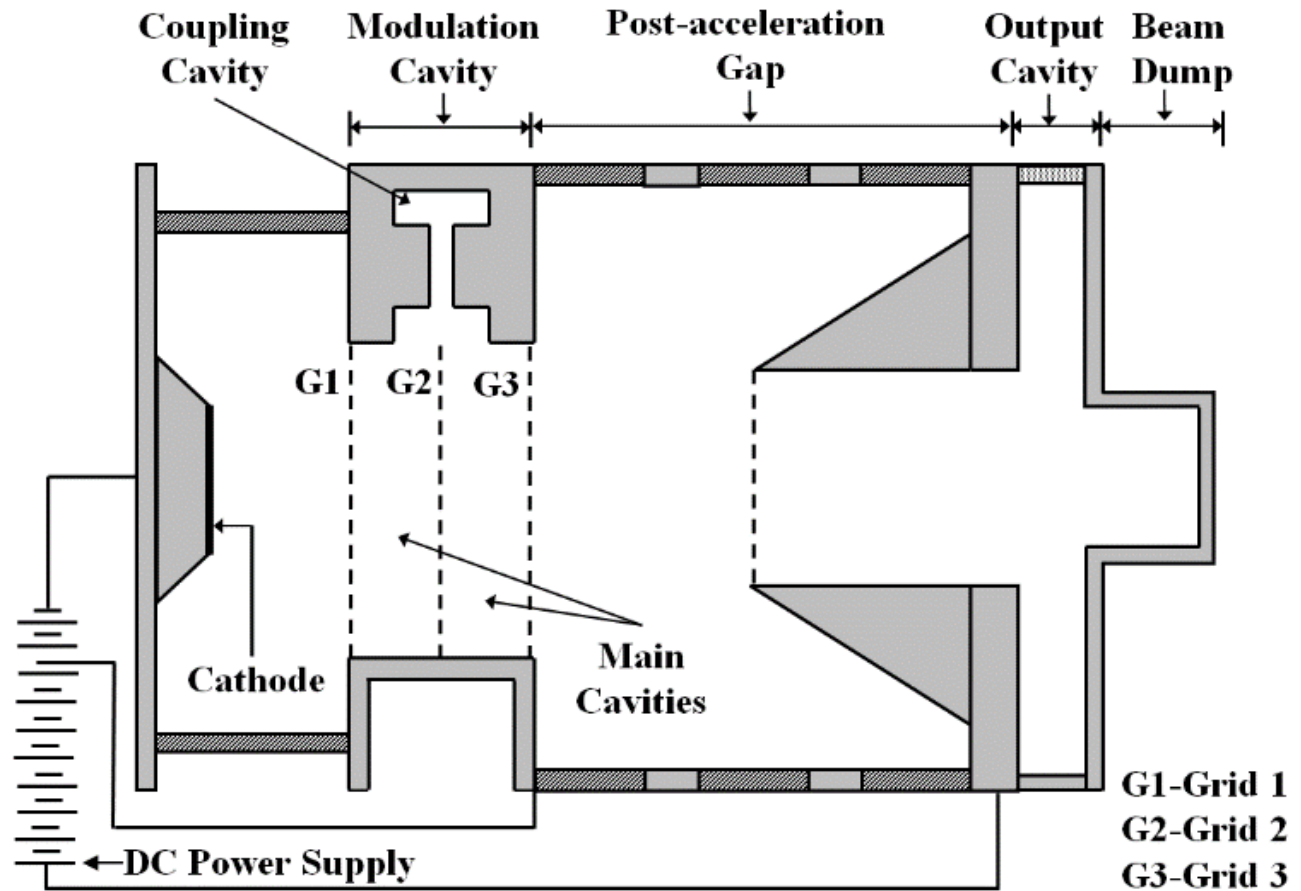 Coupling
Cavity
Modulation
Cavity
Post-acceleration
Gap
Output
Cavity
Beam
Dump
G1
G2
G3
Cathode
Main
Cavities
DC Power Supply
G1-Grid 1
G2-Grid 2
G3-Grid 3